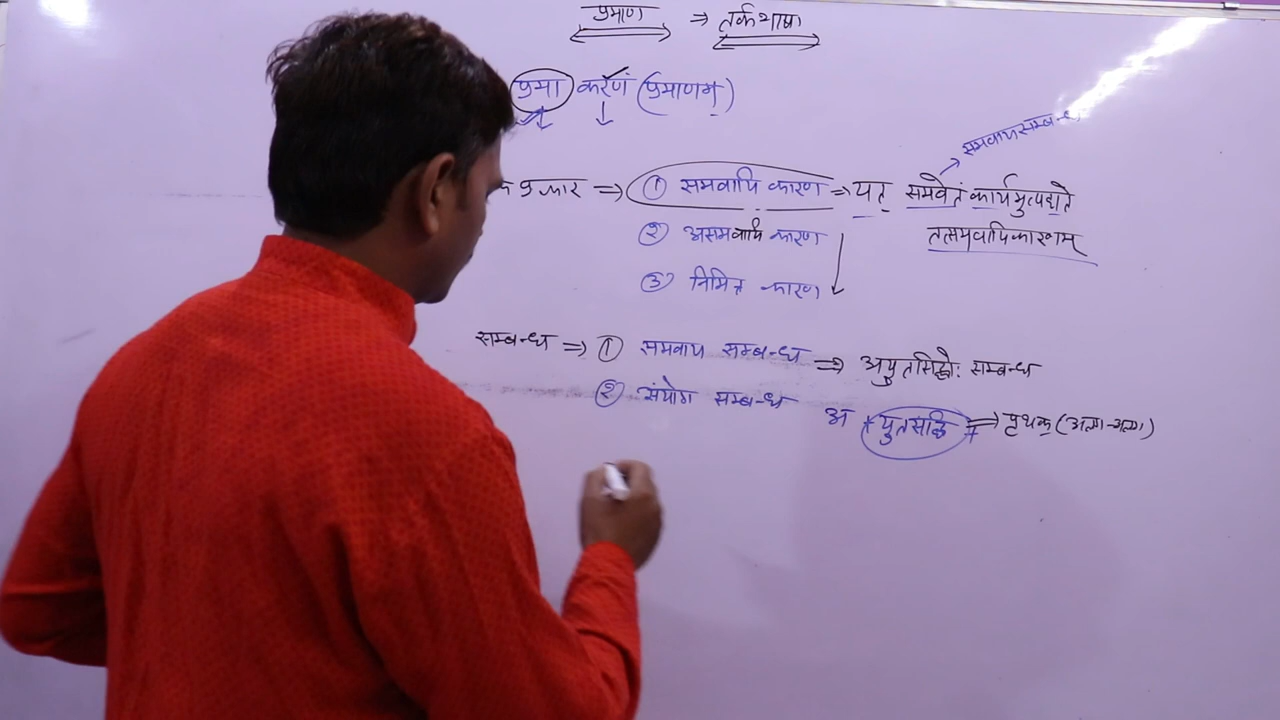 प्रमाण ⇒ तर्कभाषा
प्रमा करणं (प्रमाणम्)
समवाय सम्बन्ध
प्रकार ⇒ ① समवायि कारण ⇒ यत् समवेतं कार्यमुत्पद्यते
② असमवायि कारण तत्समवायिकारणम्
③ निमित्त कारण
सम्बन्ध ⇒ ① समवाय सम्बन्ध ⇒ अयुतसिद्धयोः सम्बन्ध
② संयोग सम्बन्ध अ + युतसिद्ध ⇒ पृथक् (अलग-अलग)